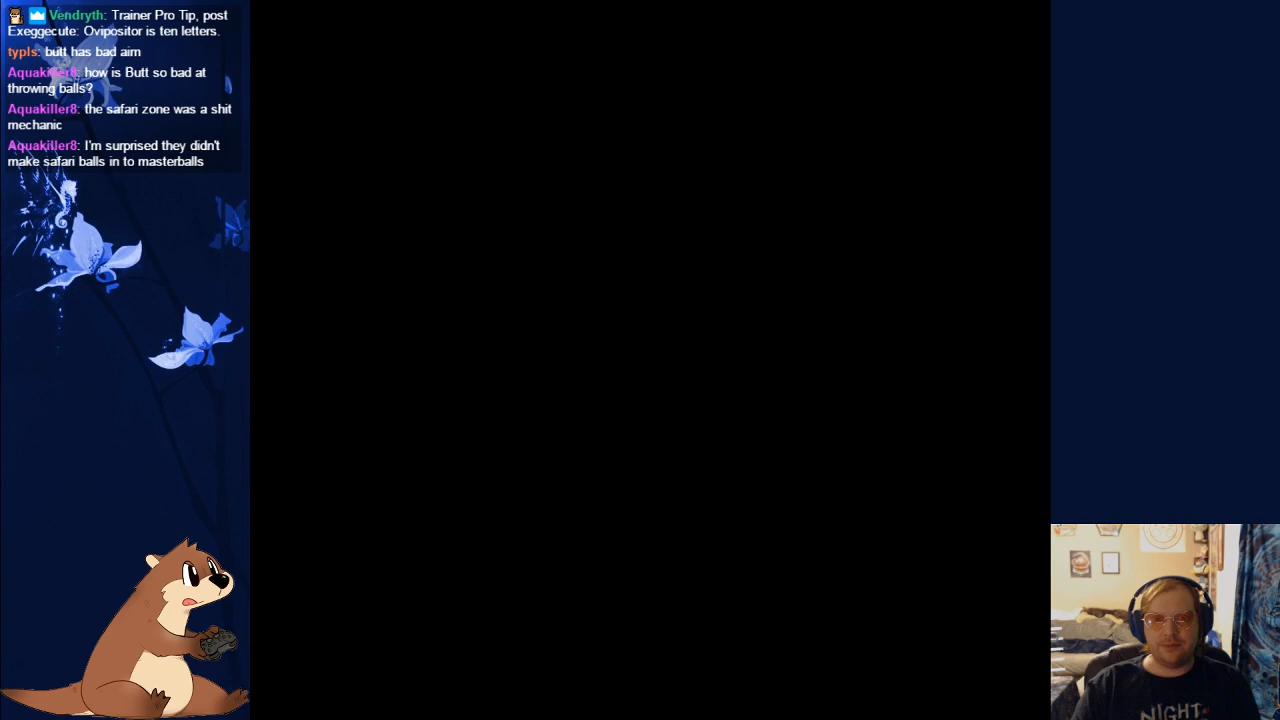 Vendryth: Trainer Pro Tip, post
Exeggecute: Ovipositor is ten letters.
typls: butt has bad aim
Aquakiller8: how is Butt so bad at
throwing balls?
Aquakiller8: the safari zone was a shit
mechanic
Aquakiller8: I'm surprised they didn't
make safari balls in to masterballs
NIGHT